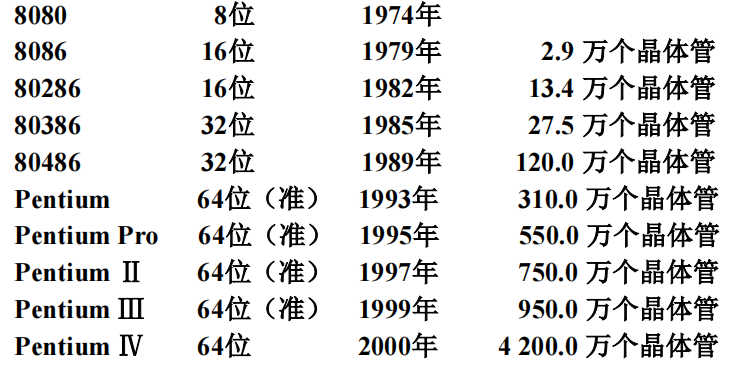 8080 8位 1974年
8086 16位 1979年 2.9 万个晶体管
80286 16位 1982年 13.4 万个晶体管
80386 32位 1985年 27.5 万个晶体管
80486 32位 1989年 120.0 万个晶体管
Pentium 64位（准） 1993年 310.0 万个晶体管
Pentium Pro 64位（准） 1995年 550.0 万个晶体管
Pentium Ⅱ 64位（准） 1997年 750.0 万个晶体管
Pentium Ⅲ 64位（准） 1999年 950.0 万个晶体管
Pentium Ⅳ 64位 2000年 4 200.0 万个晶体管